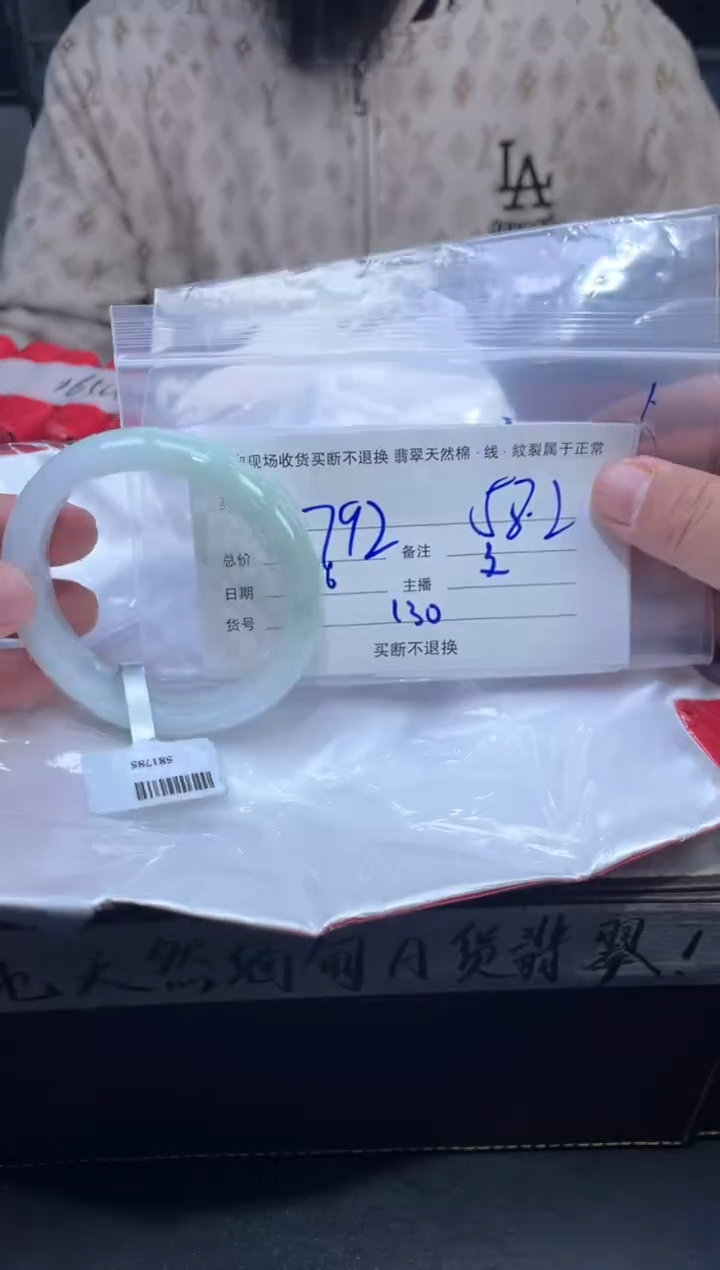 LA
现场收货买断不退换 翡翠天然棉·线·紋裂属于正常
792 58.2
总价 备注
6
日期 主播
货号 130
买断不退换
581785
天然缅甸A货翡翠!